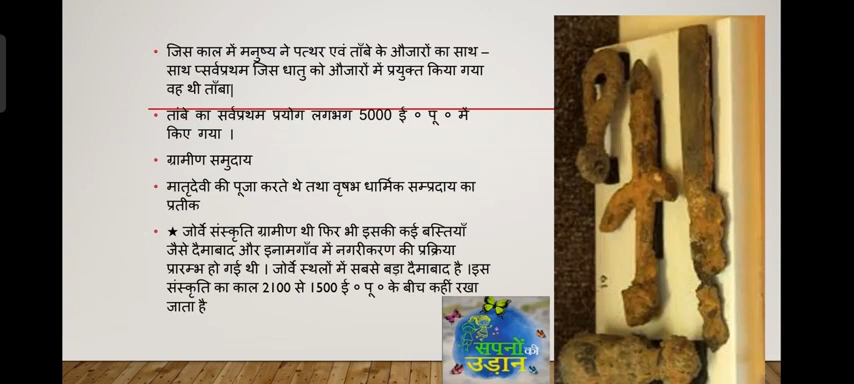 • जिस काल में मनुष्य ने पत्थर एवं ताँबे के औजारों का साथ –
साथ प्सर्वप्रथम जिस धातु को औजारों में प्रयुक्त किया गया
वह थी ताँबा|
• तांबे का सर्वप्रथम प्रयोग लगभग 5000 ई ० पू ० में
किए गया ।
• ग्रामीण समुदाय
• मातृदेवी की पूजा करते थे तथा वृषभ धार्मिक सम्प्रदाय का
प्रतीक
• ★ जोर्वे संस्कृति ग्रामीण थी फिर भी इसकी कई बस्तियाँ
जैसे दैमाबाद और इनामगाँव में नगरीकरण की प्रक्रिया
प्रारम्भ हो गई थी । जोर्वे स्थलों में सबसे बड़ा दैमाबाद है ।इस
संस्कृति का काल 2100 से 1500 ई ० पू ० के बीच कहीं रखा
जाता है
सपनों की
उड़ान